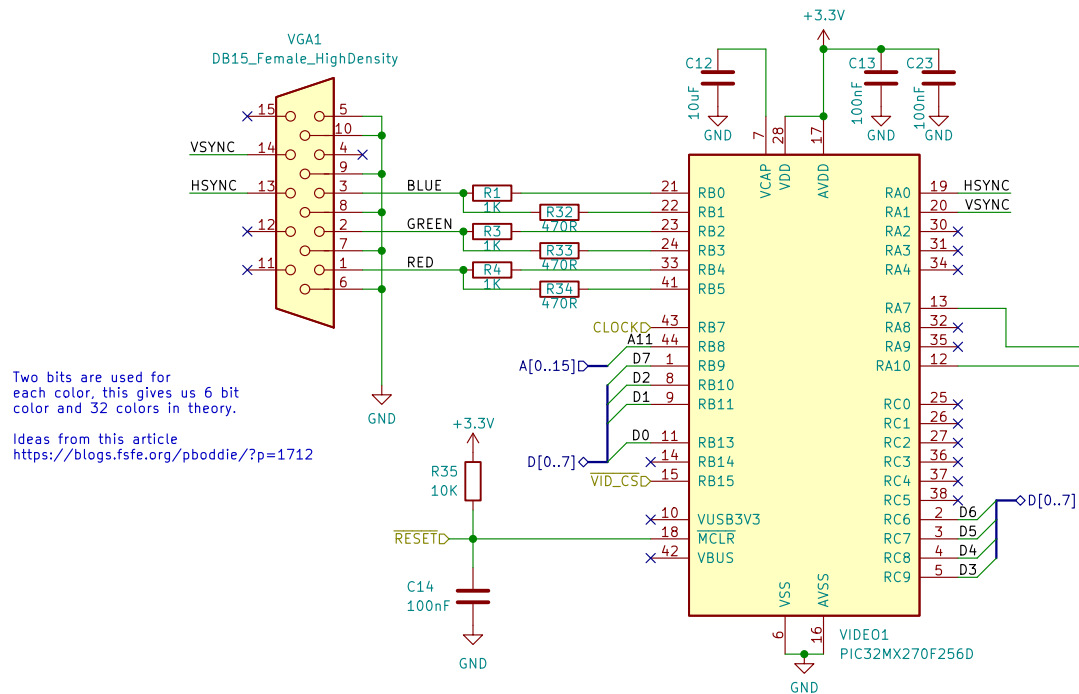 +3.3V
VGA1
DB15_Female_HighDensity
C12
10uF
GND
C13
100nF
GND
C23
100nF
GND
7
28
17
VCAP
VDD
AVDD
15
5
10
VSYNC
14
4
9
HSYNC
13
3
BLUE
8
12
2
GREEN
7
11
1
RED
6
GND
R1
1K
R32
470R
R3
1K
R33
470R
R4
1K
R34
470R
21 RB0
22 RB1
23 RB2
24 RB3
33 RB4
41 RB5
CLOCK 43 RB7
A[0..15] A11 44 RB8
D7 1 RB9
D2 8 RB10
D1 9 RB11
D0 11 RB13
D[0..7]
14 RB14
VID_CS 15 RB15
10 VUSB3V3
RESET 18 MCLR
42 VBUS
RA0 19 HSYNC
RA1 20 VSYNC
RA2 30
RA3 31
RA4 34
RA7 13
RA8 32
RA9 35
RA10 12
RC0 25
RC1 26
RC2 27
RC3 36
RC4 37
RC5 38
RC6 2 D6
RC7 3 D5
RC8 4 D4
RC9 5 D3
D[0..7]
Two bits are used for
each color, this gives us 6 bit
color and 32 colors in theory.
Ideas from this article
https://blogs.fsfe.org/pboddie/?p=1712
+3.3V
R35
10K
C14
100nF
GND
VSS
AVSS
6
16
GND
VIDEO1
PIC32MX270F256D